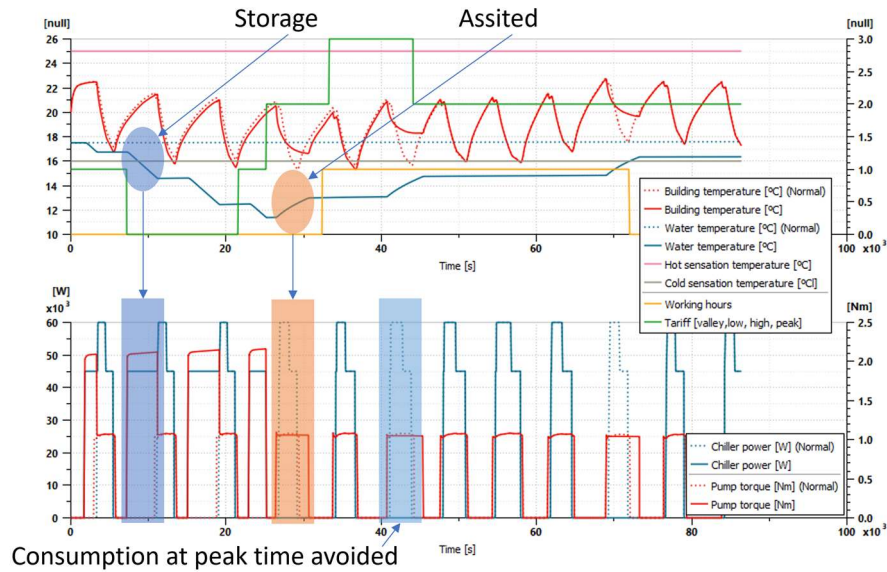 Storage
Assited
[null]
[null]
26
24
22
20
18
16
14
12
10
3.0
2.5
2.0
1.5
1.0
0.5
0.0
0
20
40
60
80
100
x10³
Time [s]
Building temperature [ºC] (Normal)
Building temperature [ºC]
Water temperature [ºC] (Normal)
Water temperature [ºC]
Hot sensation temperature [ºC]
Cold sensation temperature [ºCl]
Working hours
Tariff [valley,low, high, peak]
[W]
x10³
[Nm]
60
50
40
30
20
10
0
2.5
2.0
1.5
1.0
0.5
0.0
0
20
40
60
80
100
x10³
Time [s]
Chiller power [W] (Normal)
Chiller power [W]
Pump torque [Nm] (Normal)
Pump torque [Nm]
Consumption at peak time avoided